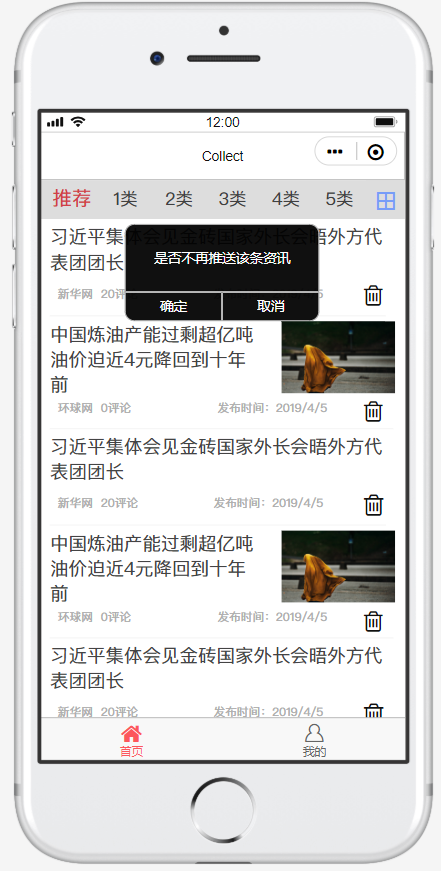 12:00
Collect
推荐 1类 2类 3类 4类 5类
习近平集体会见金砖国家外长会晤外方代
表团团长
是否不再推送该条资讯
新华网 20评论
确定 取消
中国炼油产能过剩超亿吨
油价迫近4元降回到十年
前
环球网 0评论 发布时间：2019/4/5
习近平集体会见金砖国家外长会晤外方代
表团团长
新华网 20评论 发布时间：2019/4/5
中国炼油产能过剩超亿吨
油价迫近4元降回到十年
前
环球网 0评论 发布时间：2019/4/5
习近平集体会见金砖国家外长会晤外方代
表团团长
新华网 20评论 发布时间：2019/4/5
首页 我的